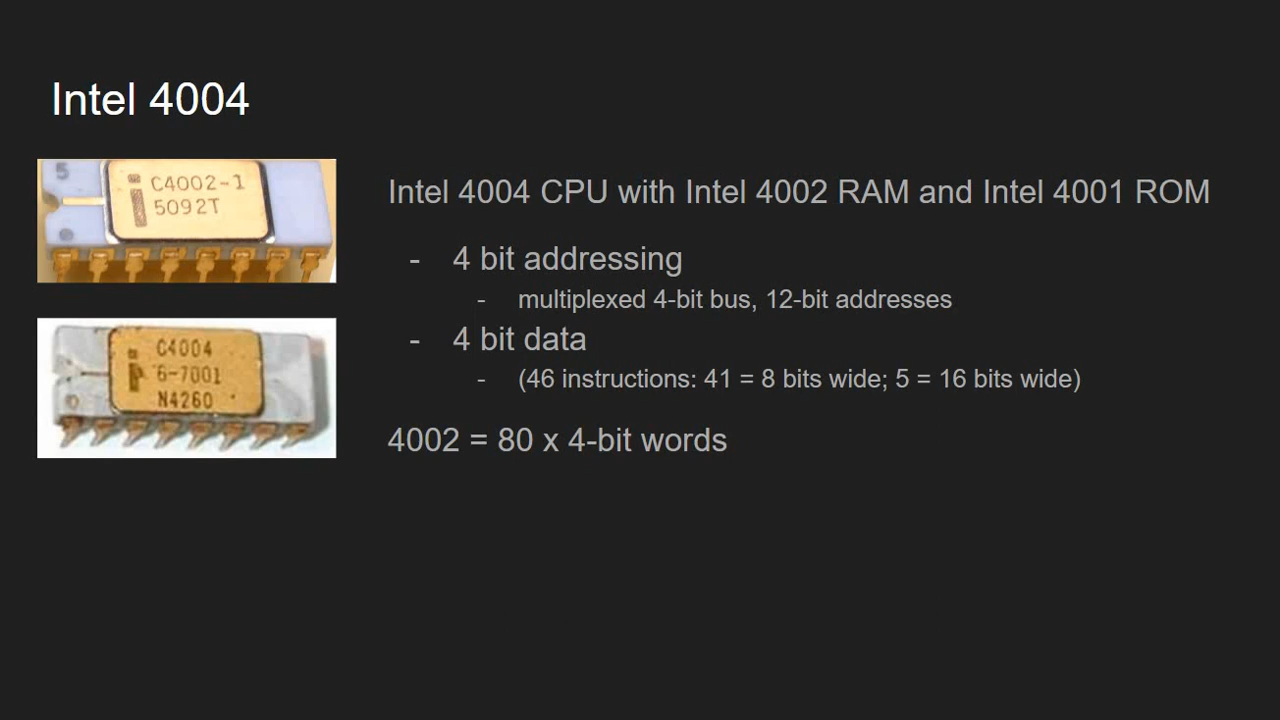 Intel 4004
5
C4002-1
5092T
C4004
6-7001
N4260
Intel 4004 CPU with Intel 4002 RAM and Intel 4001 ROM
- 4 bit addressing
- multiplexed 4-bit bus, 12-bit addresses
- 4 bit data
- (46 instructions: 41 = 8 bits wide; 5 = 16 bits wide)
4002 = 80 x 4-bit words